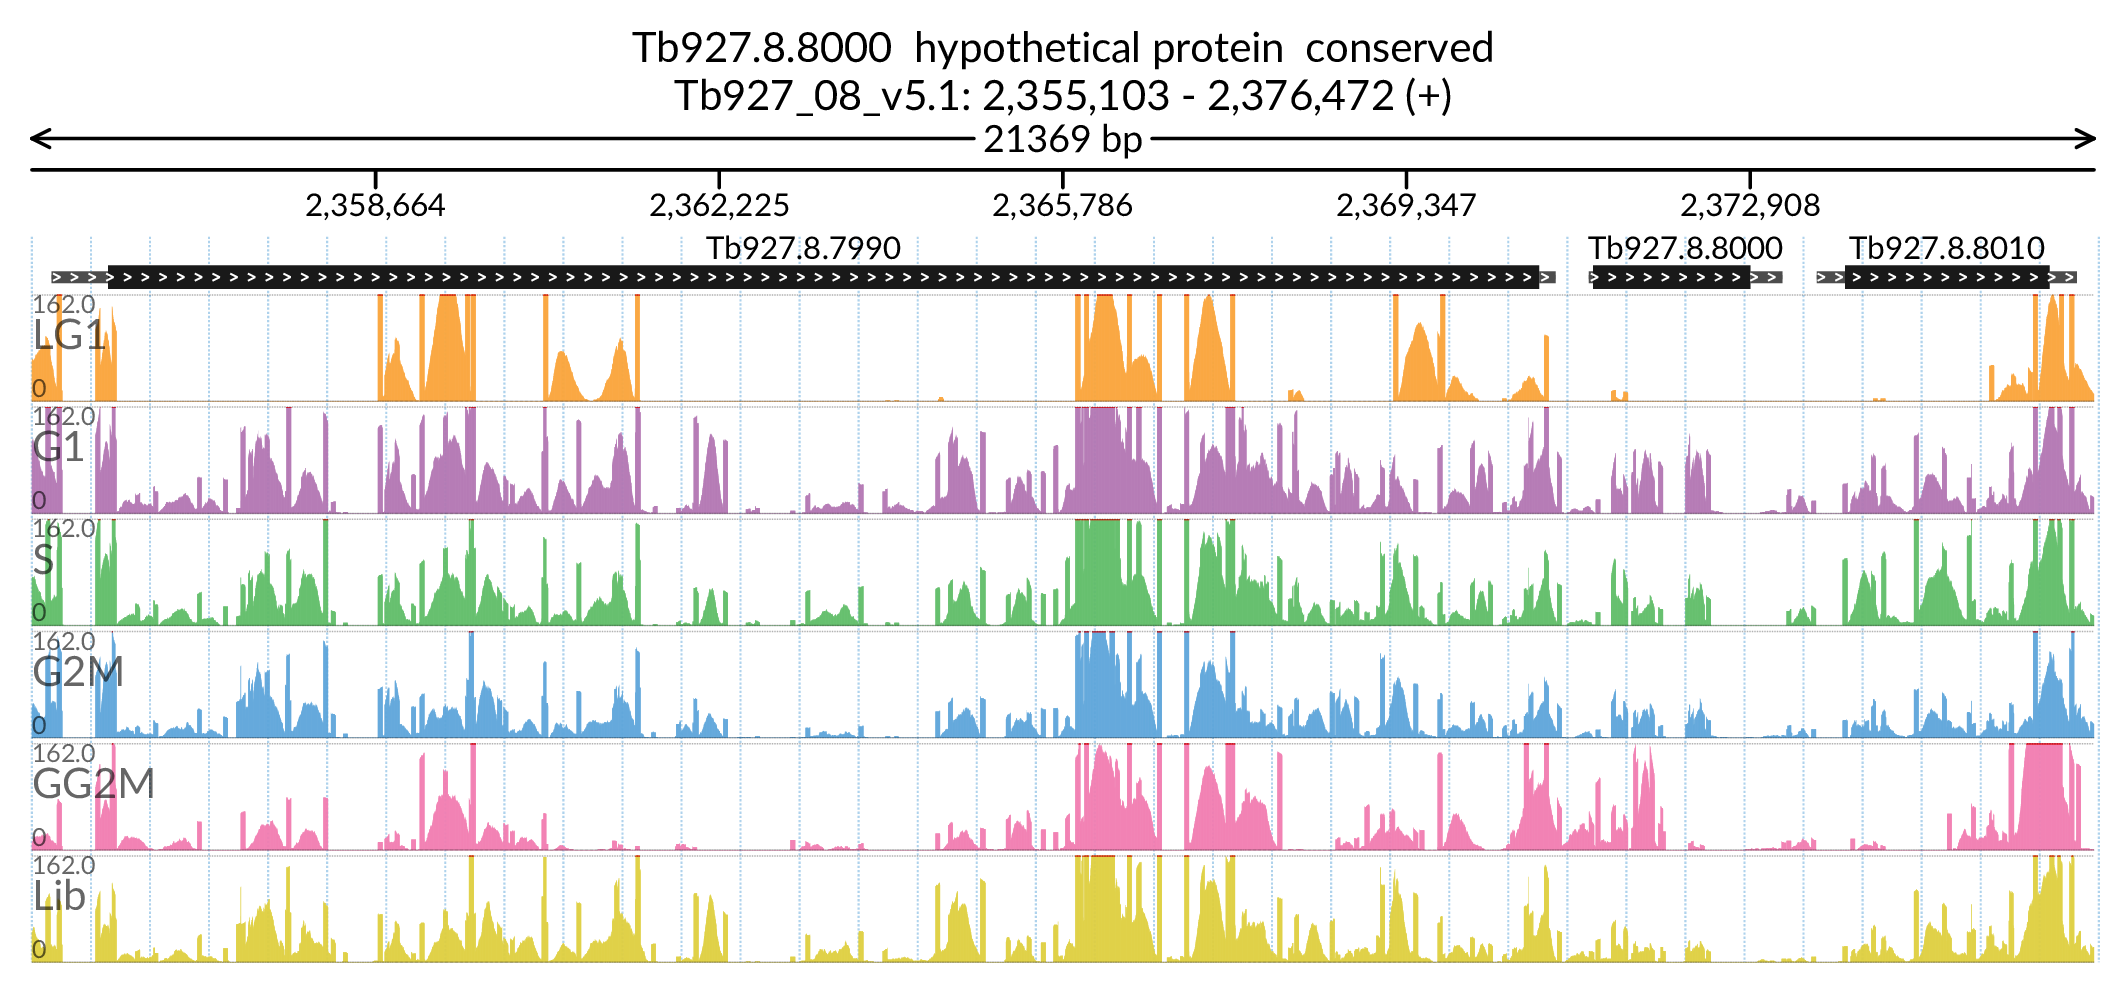 Tb927.8.8000 hypothetical protein conserved
Tb927_08_v5.1: 2,355,103 - 2,376,472 (+)
21369 bp
2,358,664 2,362,225 2,365,786 2,369,347 2,372,908
Tb927.8.7990 Tb927.8.8000 Tb927.8.8010
162.0
LG1
0
162.0
G1
0
162.0
S
0
162.0
G2M
0
162.0
GG2M
0
162.0
Lib
0